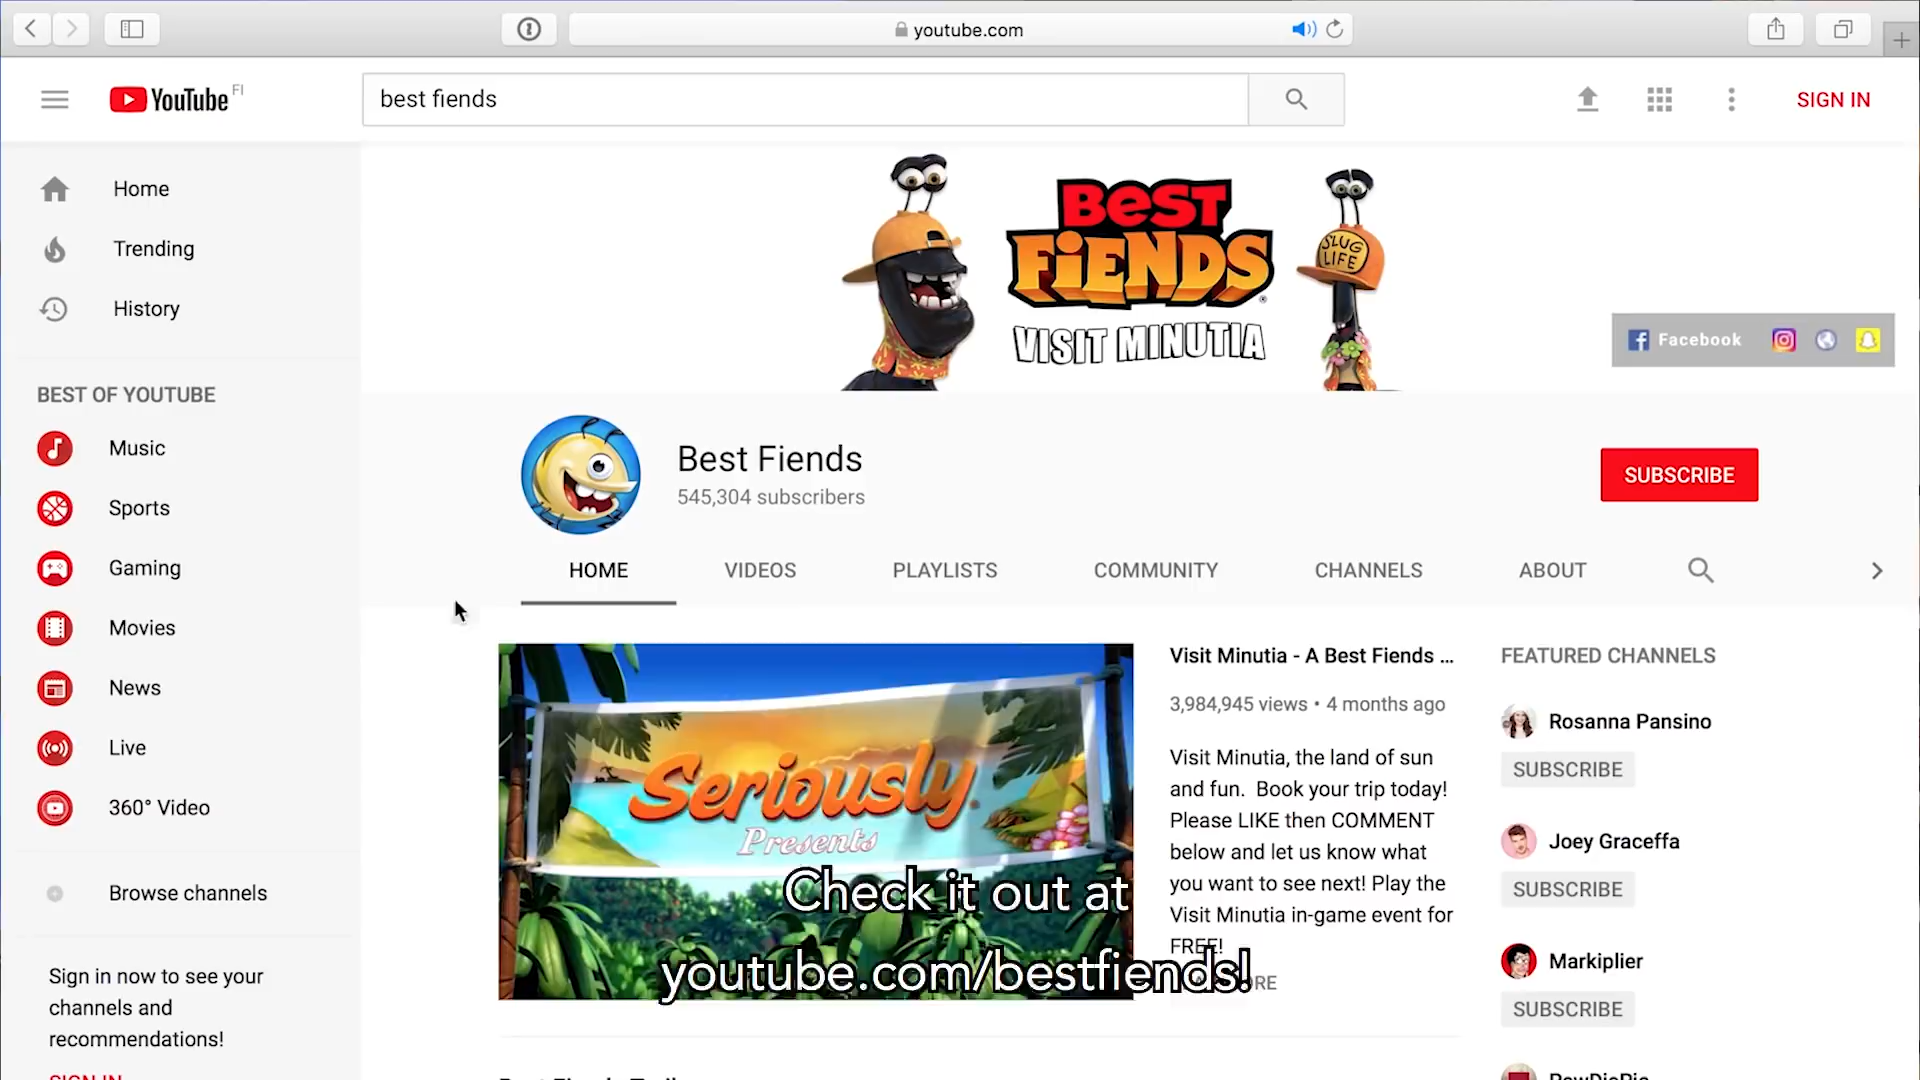 youtube.com
YouTube FI
best fiends
SIGN IN
Home
Trending
History
BEST OF YOUTUBE
Music
Sports
Gaming
Movies
News
Live
360° Video
Browse channels
Sign in now to see your
channels and
recommendations!
SIGN IN
BEST
FIENDS
VISIT MINUTIA
SLUG
LIFE
Facebook
Best Fiends
545,304 subscribers
SUBSCRIBE
HOME
VIDEOS
PLAYLISTS
COMMUNITY
CHANNELS
ABOUT
Seriously
Presents
Visit Minutia - A Best Fiends ...
3,984,945 views • 4 months ago
Visit Minutia, the land of sun
and fun. Book your trip today!
Please LIKE then COMMENT
below and let us know what
you want to see next! Play the
Visit Minutia in-game event for
FREE!
Check it out at
youtube.com/bestfiends!
FEATURED CHANNELS
Rosanna Pansino
SUBSCRIBE
Joey Graceffa
SUBSCRIBE
Markiplier
SUBSCRIBE
PewDiePie